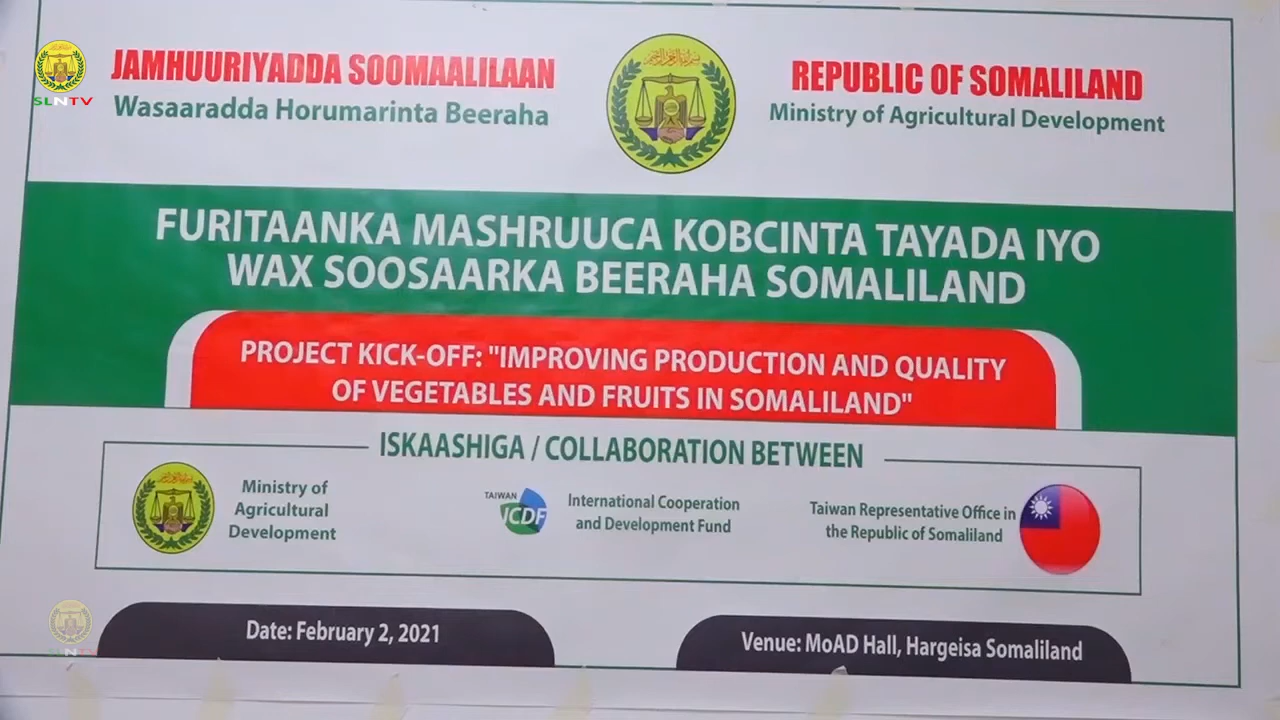 SLNTV
JAMHUURIYADDA SOOMAALILAAN
Wasaaradda Horumarinta Beeraha
REPUBLIC OF SOMALILAND
Ministry of Agricultural Development
FURITAANKA MASHRUUCA KOBCINTA TAYADA IYO
WAX SOOSAARKA BEERAHA SOMALILAND
PROJECT KICK-OFF: "IMPROVING PRODUCTION AND QUALITY
OF VEGETABLES AND FRUITS IN SOMALILAND"
ISKAASHIGA / COLLABORATION BETWEEN
Ministry of
Agricultural
Development
TAIWAN
ICDF
International Cooperation
and Development Fund
Taiwan Representative Office in
the Republic of Somaliland
Date: February 2, 2021
Venue: MoAD Hall, Hargeisa Somaliland
SLNTV